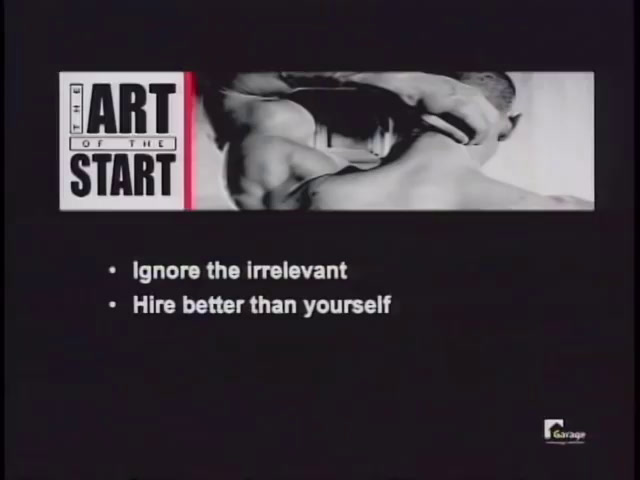 THE
ART
OF THE
START
• Ignore the irrelevant
• Hire better than yourself
Garage